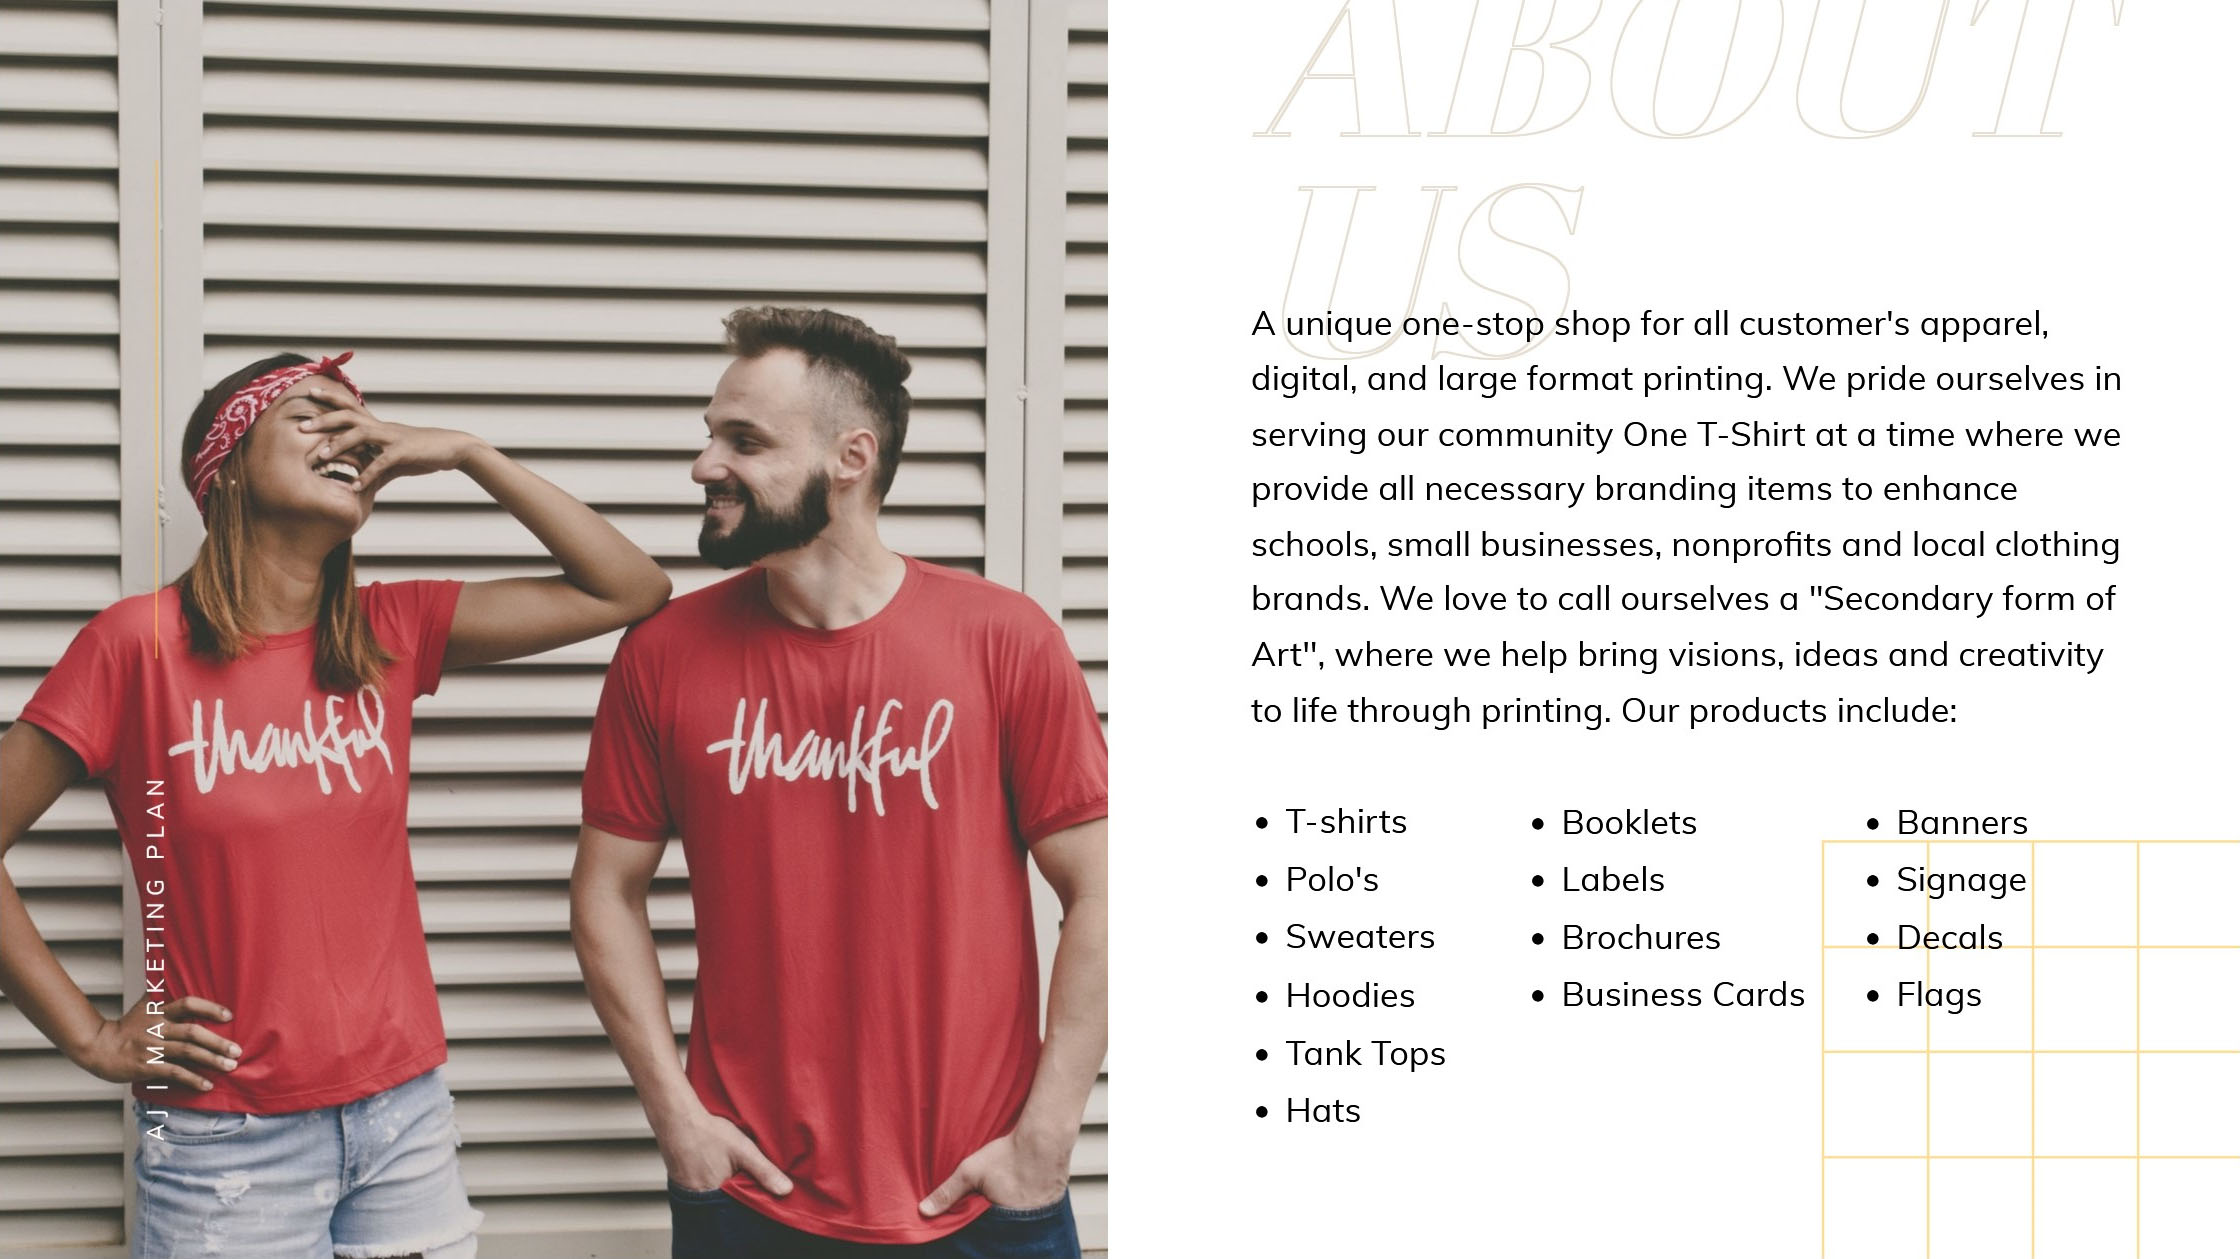 ABOUT
US
A unique one-stop shop for all customer's apparel,
digital, and large format printing. We pride ourselves in
serving our community One T-Shirt at a time where we
provide all necessary branding items to enhance
schools, small businesses, nonprofits and local clothing
brands. We love to call ourselves a "Secondary form of
Art", where we help bring visions, ideas and creativity
to life through printing. Our products include:
T-shirts
Polo's
Sweaters
Hoodies
Tank Tops
Hats
Booklets
Labels
Brochures
Business Cards
Banners
Signage
Decals
Flags
thankful
thankful
AJ | MARKETING PLAN